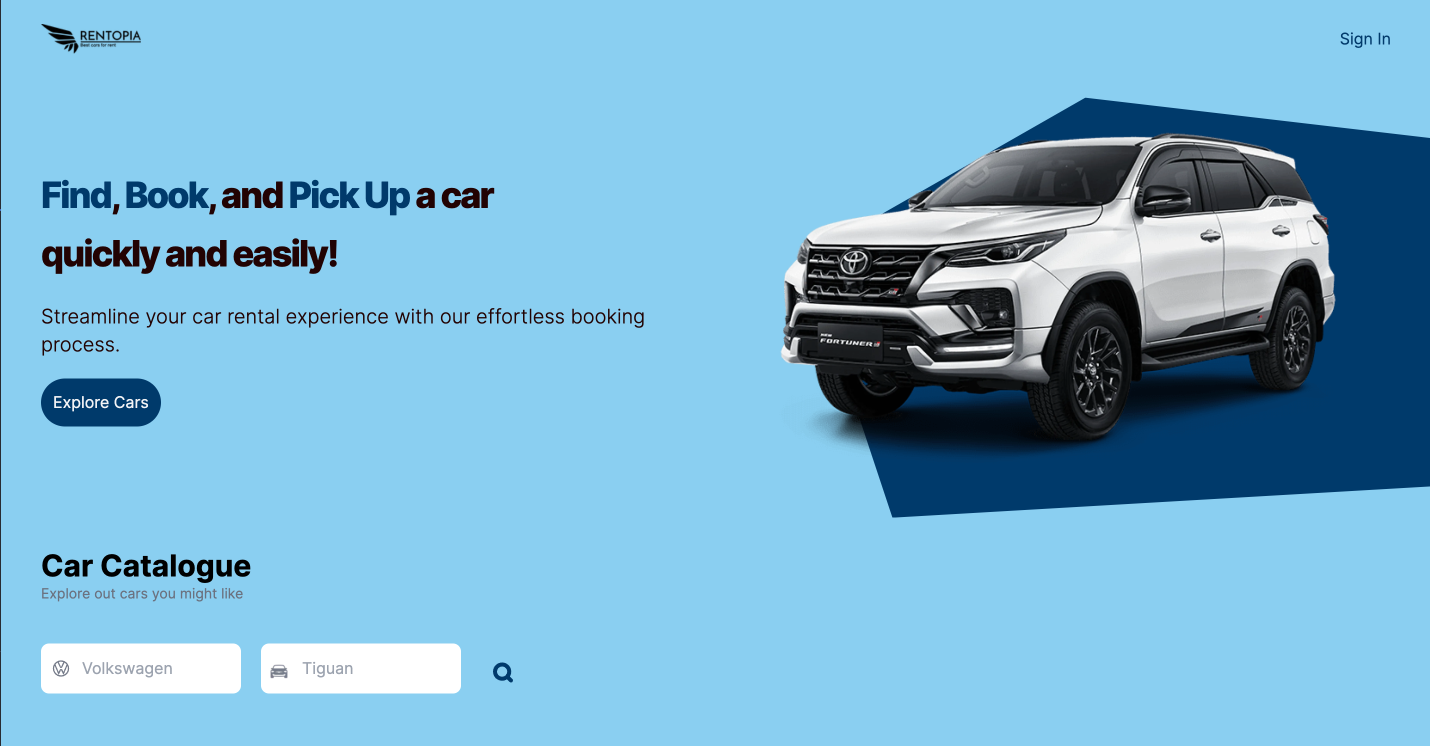 RENTOPIA
Best cars for rent
Sign In
Find, Book, and Pick Up a car
quickly and easily!
Streamline your car rental experience with our effortless booking
process.
Explore Cars
NEW
FORTUNER GR
Car Catalogue
Explore out cars you might like
Volkswagen
Tiguan